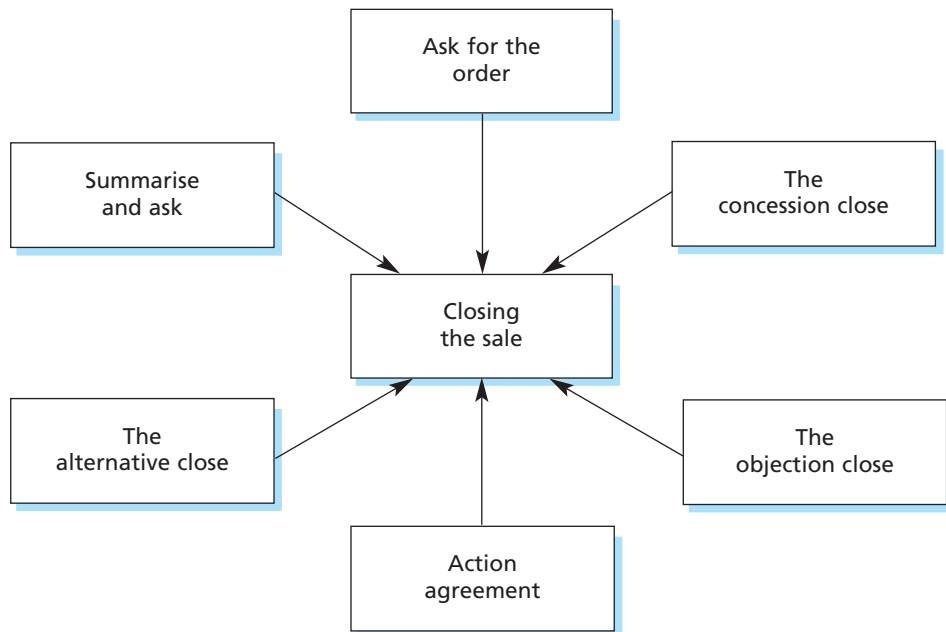 Ask for the
order
Summarise
and ask
The
concession close
Closing
the sale
The
alternative close
The
objection close
Action
agreement